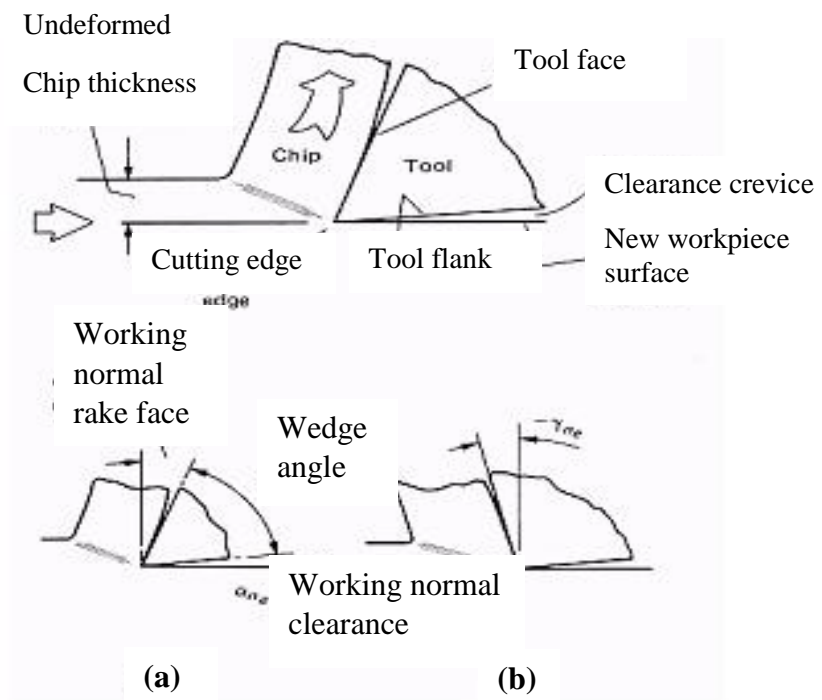 Undeformed
Chip thickness
Tool face
Chip
Tool
Clearance crevice
New workpiece
surface
Cutting edge
Tool flank
edge
Working
normal
rake face
Wedge
angle
−γne
αne
Working normal
clearance
(a)
(b)